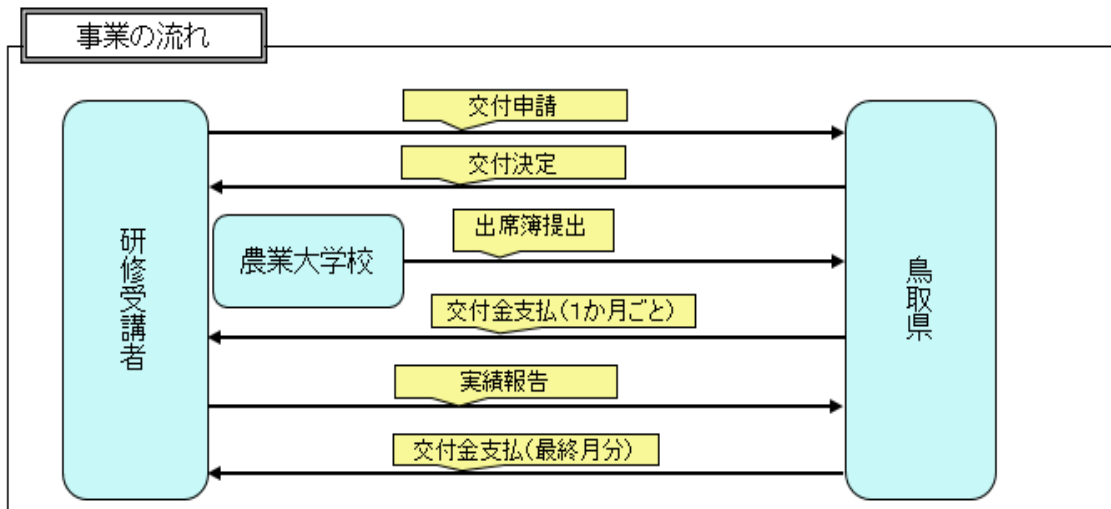 事業の流れ
交付申請
交付決定
出席簿提出
農業大学校
研修受講者
鳥取県
交付金支払(1か月ごと)
実績報告
交付金支払(最終月分)